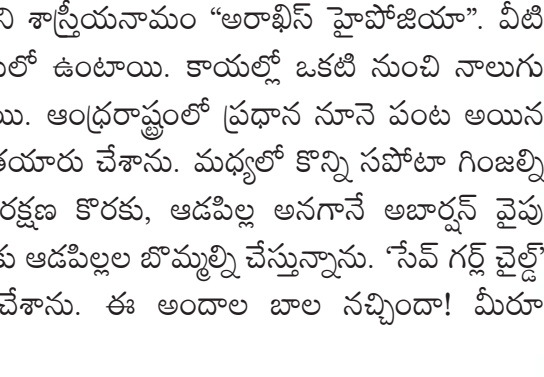 ని శాస్త్రీయనామం “అరాఖిస్ హైపోజియా”. వీటి
లో ఉంటాయి. కాయల్లో ఒకటి నుంచి నాలుగు
యి. ఆంధ్రరాష్ట్రంలో ప్రధాన నూనె పంట అయిన
తయారు చేశాను. మధ్యలో కొన్ని సపోటా గింజల్ని
రక్షణ కొరకు, ఆడపిల్ల అనగానే అబార్షన్ వైపు
కు ఆడపిల్లల బొమ్మల్ని చేస్తున్నాను. ‘సేవ్ గర్ల్ చైల్డ్’
చేశాను. ఈ అందాల బాల నచ్చిందా! మీరూ